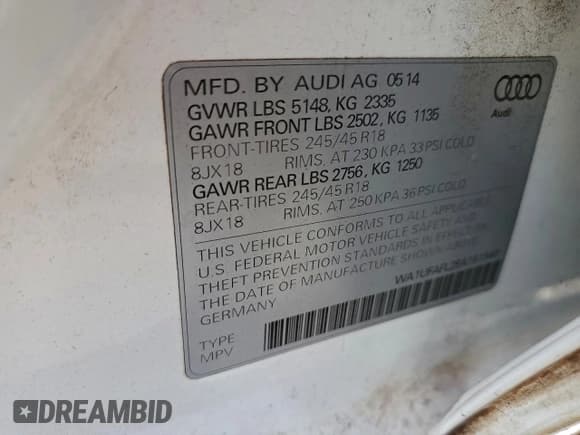 MFD. BY AUDI AG 05 14
GVWR LBS 5148, KG 2335
GAWR FRONT LBS 2502, KG 1135
FRONT-TIRES 245/45 R18
8JX18 RIMS, AT 230 KPA 33 PSI COLD
GAWR REAR LBS 2756, KG 1250
REAR-TIRES 245/45 R18
8JX18 RIMS, AT 250 KPA 36 PSI COLD
THIS VEHICLE CONFORMS TO ALL APPLICABLE
U.S. FEDERAL MOTOR VEHICLE SAFETY AND
THEFT PREVENTION STANDARDS IN EFFECT ON
THE DATE OF MANUFACTURE SHOWN ABOVE.
GERMANY
TYPE
MPV
Audi
DREAMBID